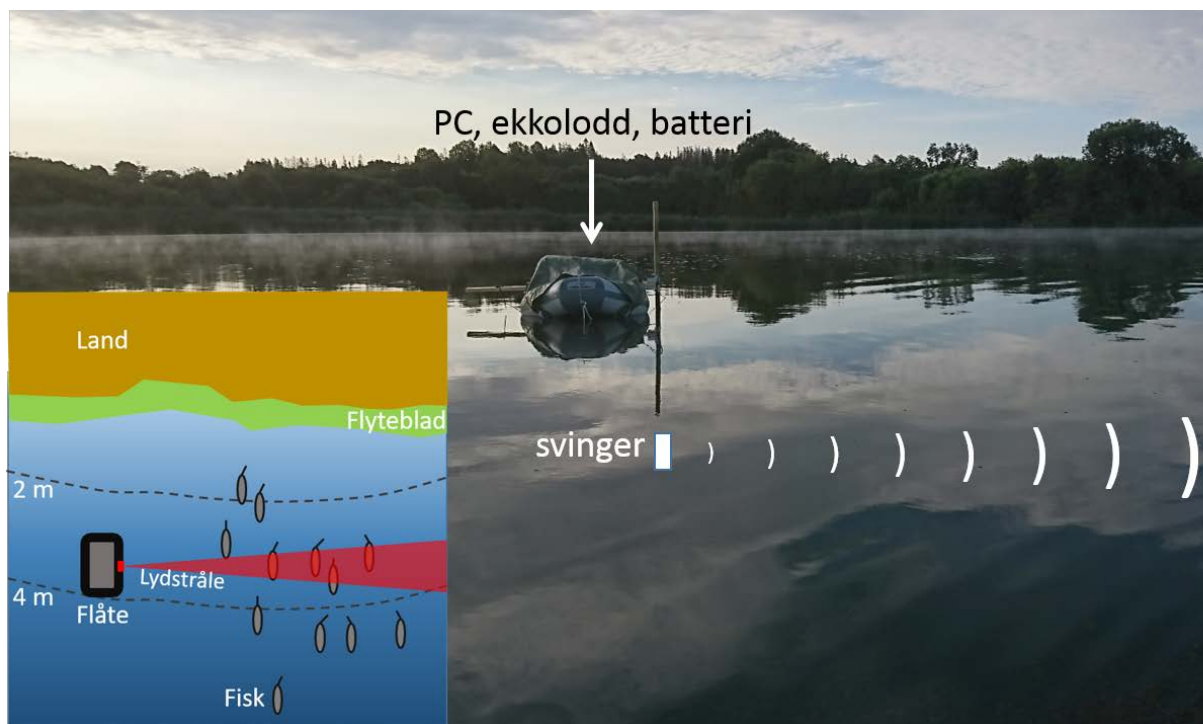 PC, ekkolodd, batteri
svinger
Land
Flyteblad
2 m
Lydstråle
4 m
Flåte
Fisk